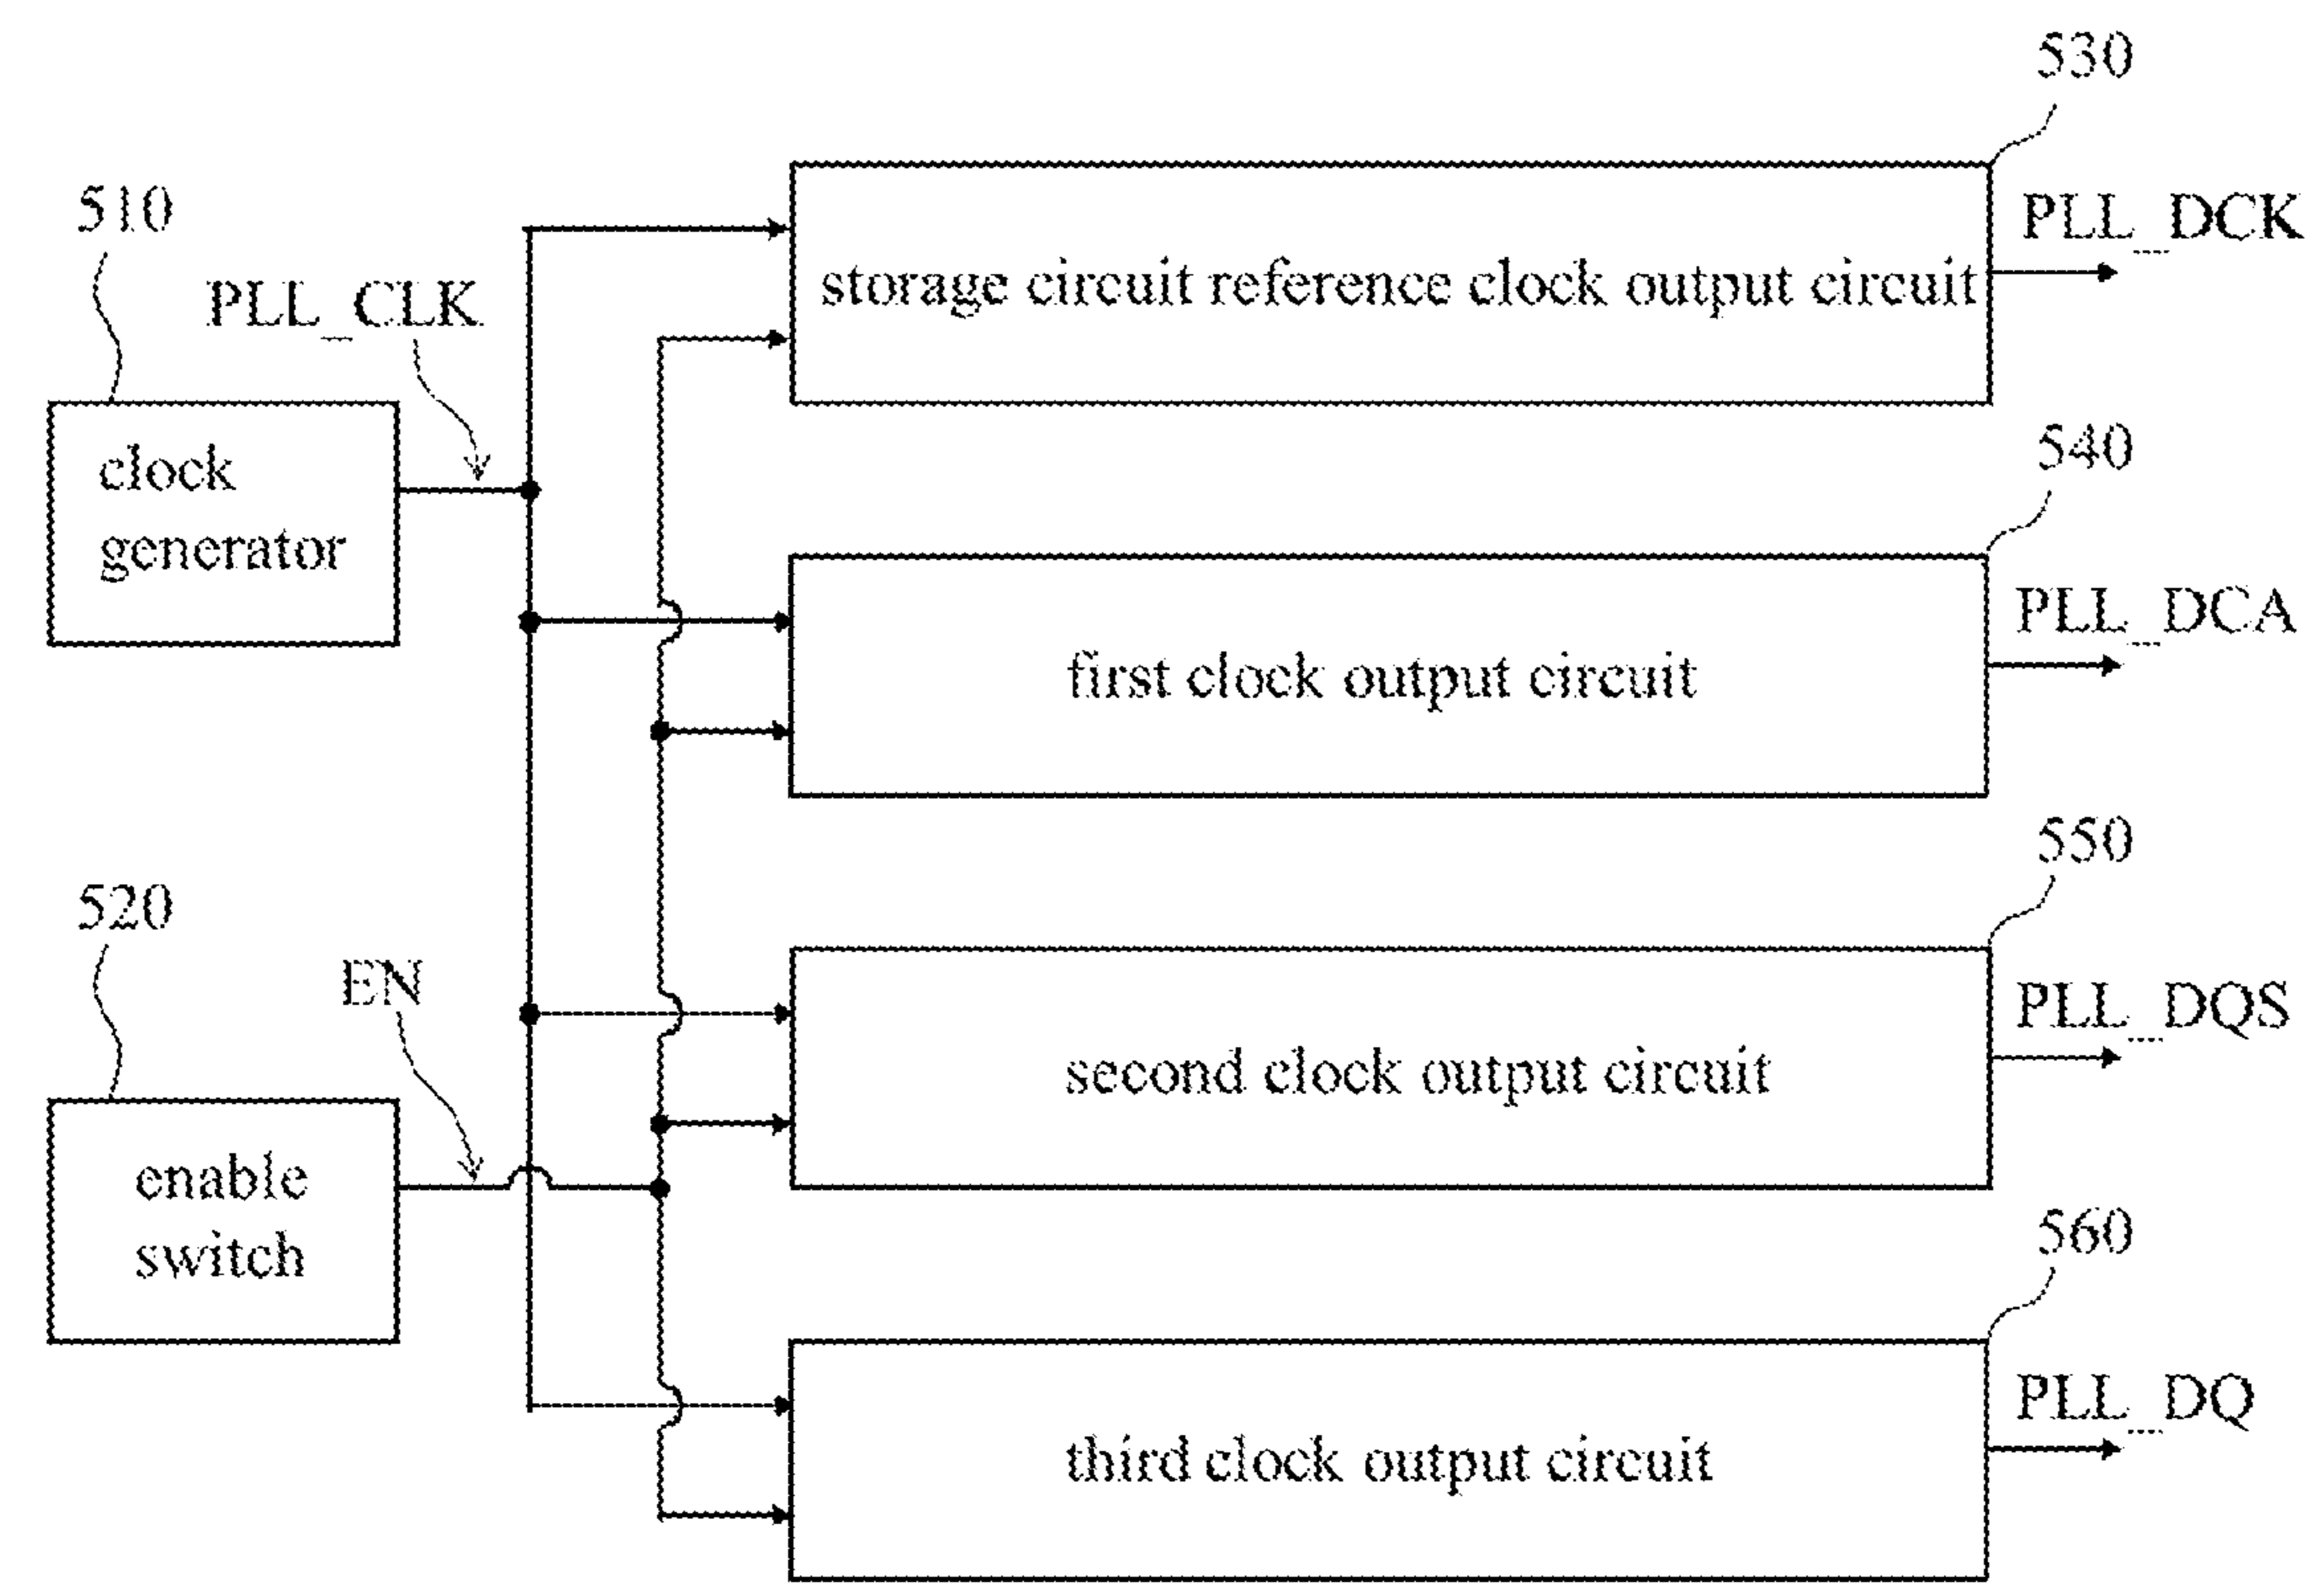 530
510
PLL_DCK
PLL_CLK
storage circuit reference clock output circuit
540
clock
generator
PLL_DCA
first clock output circuit
550
520
EN
PLL_DQS
second clock output circuit
enable
switch
560
PLL_DQ
third clock output circuit